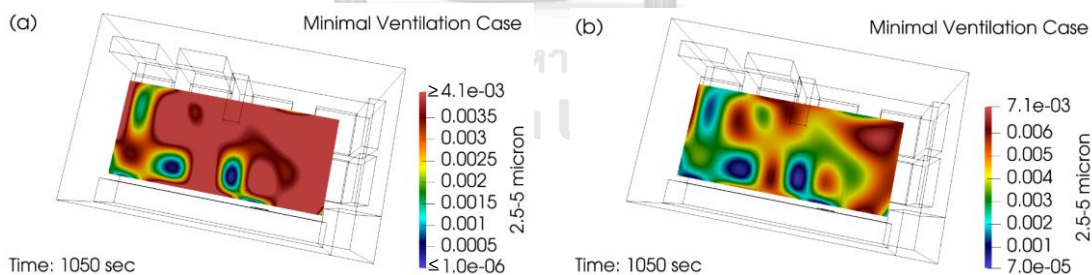 (a)
Minimal Ventilation Case
≥ 4.1e-03
0.0035
0.003
0.0025
0.002
0.0015
0.001
0.0005
≤ 1.0e-06
2.5-5 micron
Time: 1050 sec
(b)
Minimal Ventilation Case
7.1e-03
0.006
0.005
0.004
0.003
0.002
7.0e-05
2.5-5 micron
Time: 1050 sec